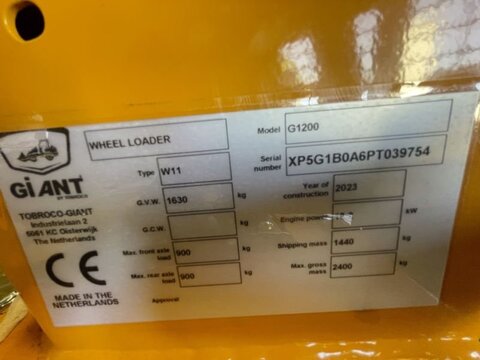 GiANT
BY TOBROCO
TOBROCO-GIANT
Industrielaan 2
5061 KC Oisterwijk
The Netherlands
CE
MADE IN THE
NETHERLANDS
WHEEL LOADER
Type W11
G.V.W. 1630 kg
G.C.W. kg
Max. front axle load 900 kg
Max. rear axle load 900 kg
Approval
Model G1200
Serial number XP5G1B0A6PT039754
Year of construction 2023
Engine power kW
Shipping mass 1440 kg
Max. gross mass 2400 kg